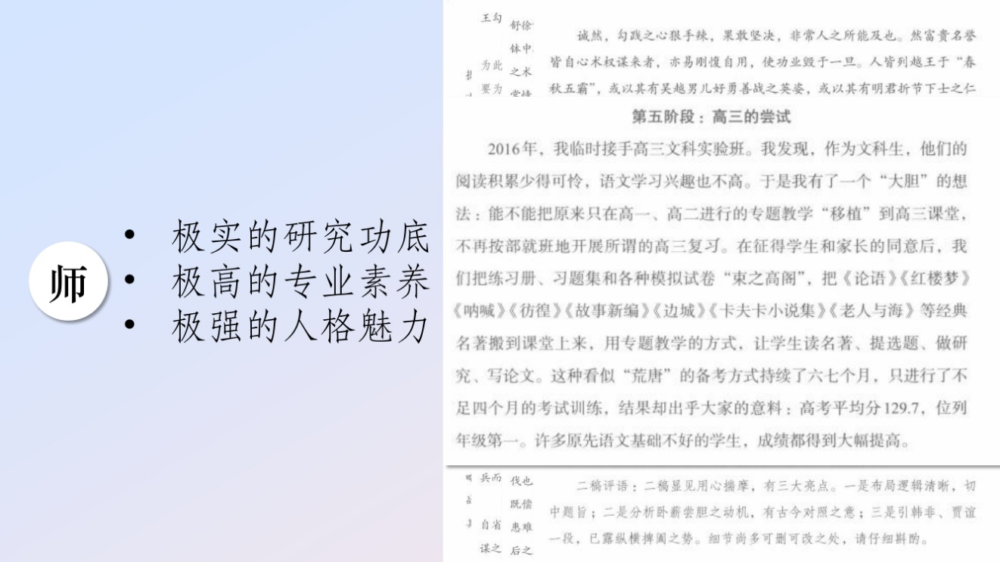 师
• 极实的研究功底
• 极高的专业素养
• 极强的人格魅力
王勾
为此
要为
舒徐
钵中
之术
诚然，勾践之心狠手辣，果敢坚决，非常人之所能及也。然富贵名誉
皆自心术权谋来者，亦易刚愎自用，使功业毁于一旦。人皆列越王于“春
秋五霸”，或以其有吴越男儿好勇善战之英姿，或以其有明君折节下士之仁
第五阶段：高三的尝试
2016年，我临时接手高三文科实验班。我发现，作为文科生，他们的
阅读积累少得可怜，语文学习兴趣也不高。于是我有了一个“大胆”的想
法：能不能把原来只在高一、高二进行的专题教学“移植”到高三课堂，
不再按部就班地开展所谓的高三复习。在征得学生和家长的同意后，我
们把练习册、习题集和各种模拟试卷“束之高阁”，把《论语》《红楼梦》
《呐喊》《彷徨》《故事新编》《边城》《卡夫卡小说集》《老人与海》等经典
名著搬到课堂上来，用专题教学的方式，让学生读名著、提选题、做研
究、写论文。这种看似“荒唐”的备考方式持续了六七个月，只进行了不
足四个月的考试训练，结果却出乎大家的意料：高考平均分129.7，位列
年级第一。许多原先语文基础不好的学生，成绩都得到大幅提高。
兵而
自省
谋之
伐也
既偿
患难
后之
二稿评语：二稿显见用心揣摩，有三大亮点。一是布局逻辑清晰，切
中题旨；二是分析卧薪尝胆之动机，有古今对照之意；三是引韩非、贾谊
一段，已露纵横捭阖之势。细节尚多可删可改之处，请仔细斟酌。